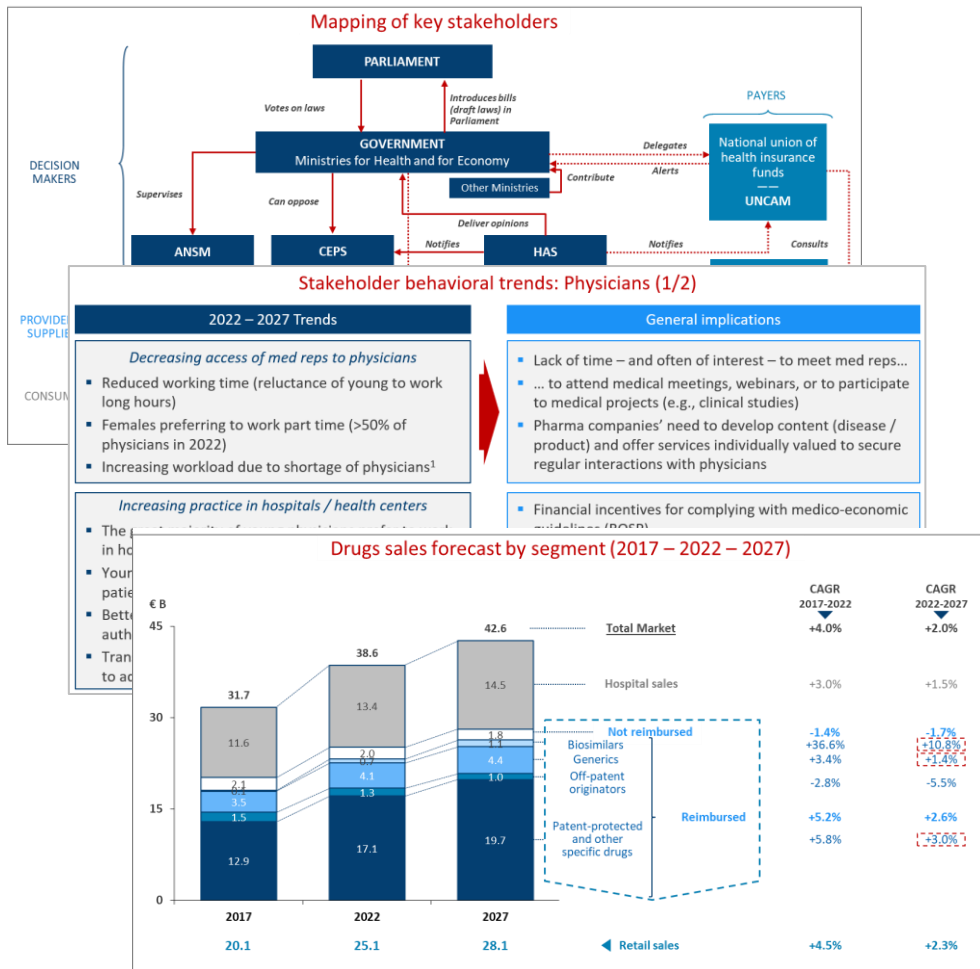 Mapping of key stakeholders
PARLIAMENT
Votes on laws
Introduces bills
(draft laws) in
Parliament
PAYERS
GOVERNMENT
Ministries for Health and for Economy
Delegates
Alerts
National union of
health insurance
funds
——
UNCAM
DECISION
MAKERS
Other Ministries
Contribute
Supervises
Can oppose
Deliver opinions
ANSM
CEPS
Notifies
HAS
Notifies
Consults
Stakeholder behavioral trends: Physicians (1/2)
2022 – 2027 Trends
General implications
Decreasing access of med reps to physicians
▪ Reduced working time (reluctance of young to work
long hours)
▪ Females preferring to work part time (>50% of
physicians in 2022)
▪ Increasing workload due to shortage of physicians¹
▪ Lack of time – and often of interest – to meet med reps…
▪ … to attend medical meetings, webinars, or to participate
to medical projects (e.g., clinical studies)
▪ Pharma companies' need to develop content (disease /
product) and offer services individually valued to secure
regular interactions with physicians
Increasing practice in hospitals / health centers
▪ Financial incentives for complying with medico-economic
Drugs sales forecast by segment (2017 – 2022 – 2027)
€ B
CAGR
2017-2022
CAGR
2022-2027
45
30
15
0
31.7
11.6
2.1
0.1
3.5
1.5
12.9
38.6
13.4
2.0
0.7
4.1
1.3
17.1
42.6
14.5
1.8
1.1
4.4
1.0
19.7
Total Market +4.0% +2.0%
Hospital sales +3.0% +1.5%
Not reimbursed -1.4% -1.7%
Biosimilars +36.6% +10.8%
Generics +3.4% +1.4%
Off-patent
originators -2.8% -5.5%
Reimbursed +5.2% +2.6%
Patent-protected
and other
specific drugs +5.8% +3.0%
2017 2022 2027
20.1 25.1 28.1 ◄ Retail sales +4.5% +2.3%